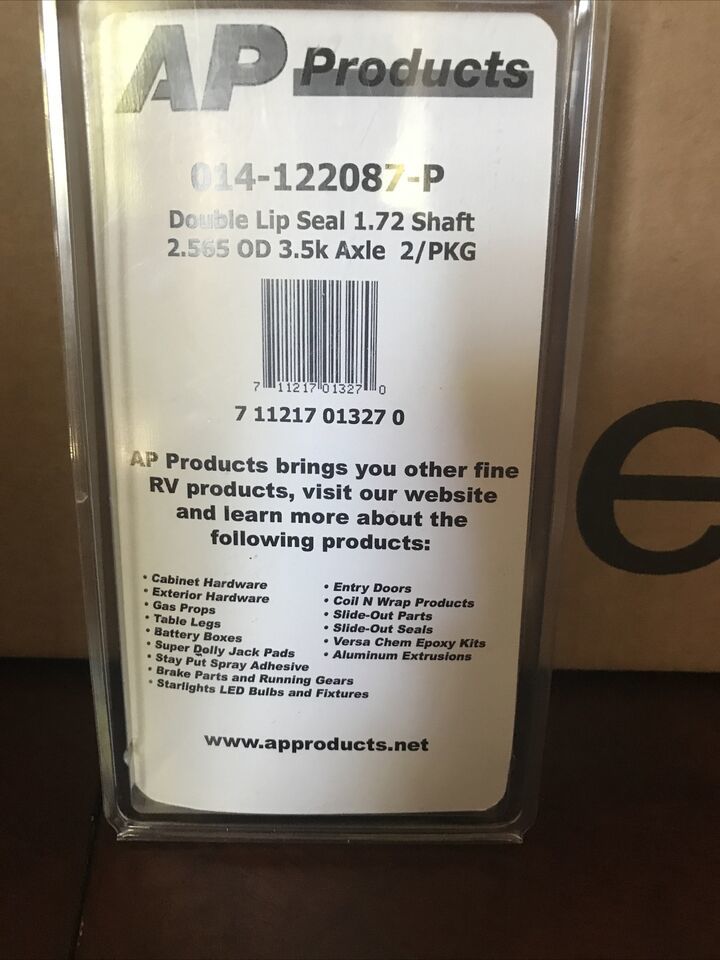 AP Products
014-122087-P
Double Lip Seal 1.72 Shaft
2.565 OD 3.5k Axle 2/PKG
7 11217 01327 0
7 11217 01327 0
AP Products brings you other fine
RV products, visit our website
and learn more about the
following products:
• Cabinet Hardware
• Exterior Hardware
• Gas Props
• Table Legs
• Battery Boxes
• Super Dolly Jack Pads
• Stay Put Spray Adhesive
• Brake Parts and Running Gears
• Starlights LED Bulbs and Fixtures
• Entry Doors
• Coil N Wrap Products
• Slide-Out Parts
• Slide-Out Seals
• Versa Chem Epoxy Kits
• Aluminum Extrusions
www.approducts.net
e